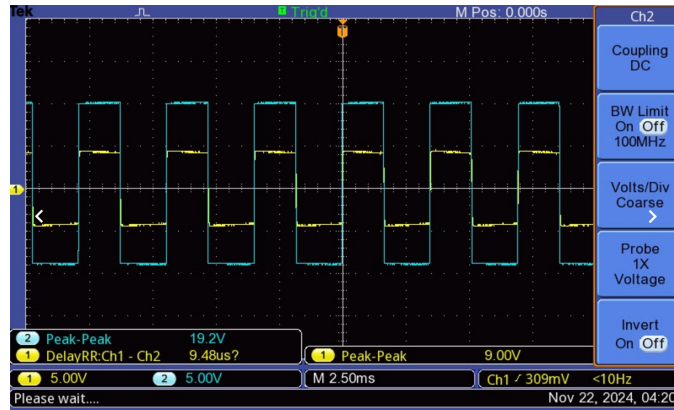 Tek
T Trig'd
M Pos: 0.000s
T
1
Ch2
Coupling
DC
BW Limit
On Off
100MHz
Volts/Div
Coarse
Probe
1X
Voltage
Invert
On Off
2 Peak-Peak 19.2V
1 DelayRR:Ch1 - Ch2 9.48us?
1 Peak-Peak 9.00V
1 5.00V 2 5.00V M 2.50ms Ch1 309mV <10Hz
Please wait.... Nov 22, 2024, 04:20